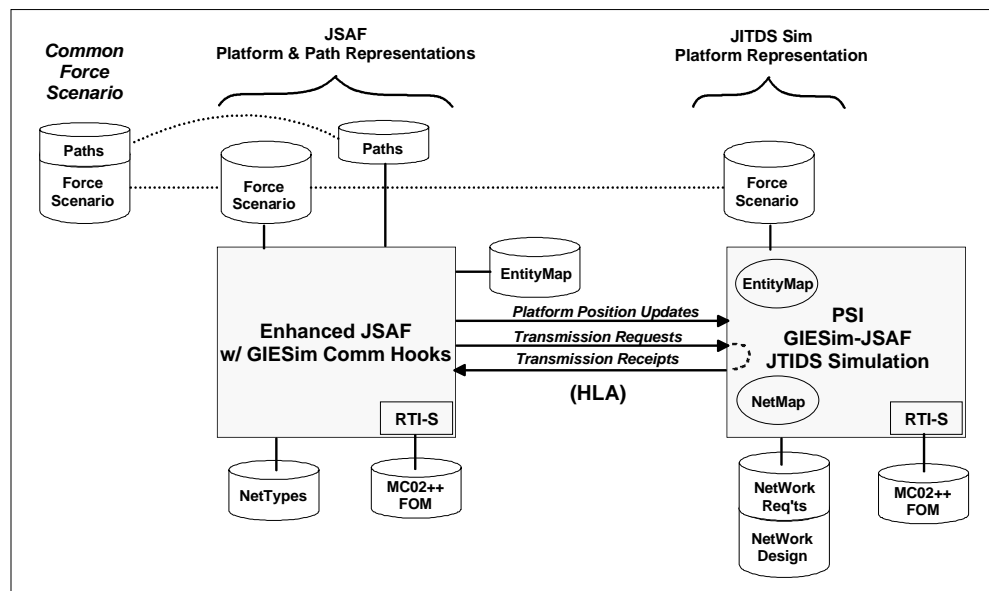 Common
Force
Scenario
JSAF
Platform & Path Representations
JITDS Sim
Platform Representation
Paths
Force
Scenario
Force
Scenario
Paths
Force
Scenario
EntityMap
EntityMap
Platform Position Updates
Transmission Requests
Transmission Receipts
(HLA)
Enhanced JSAF
w/ GIESim Comm Hooks
PSI
GIESim-JSAF
JTIDS Simulation
NetMap
RTI-S
RTI-S
NetTypes
MC02++
FOM
NetWork
Req'ts
NetWork
Design
MC02++
FOM